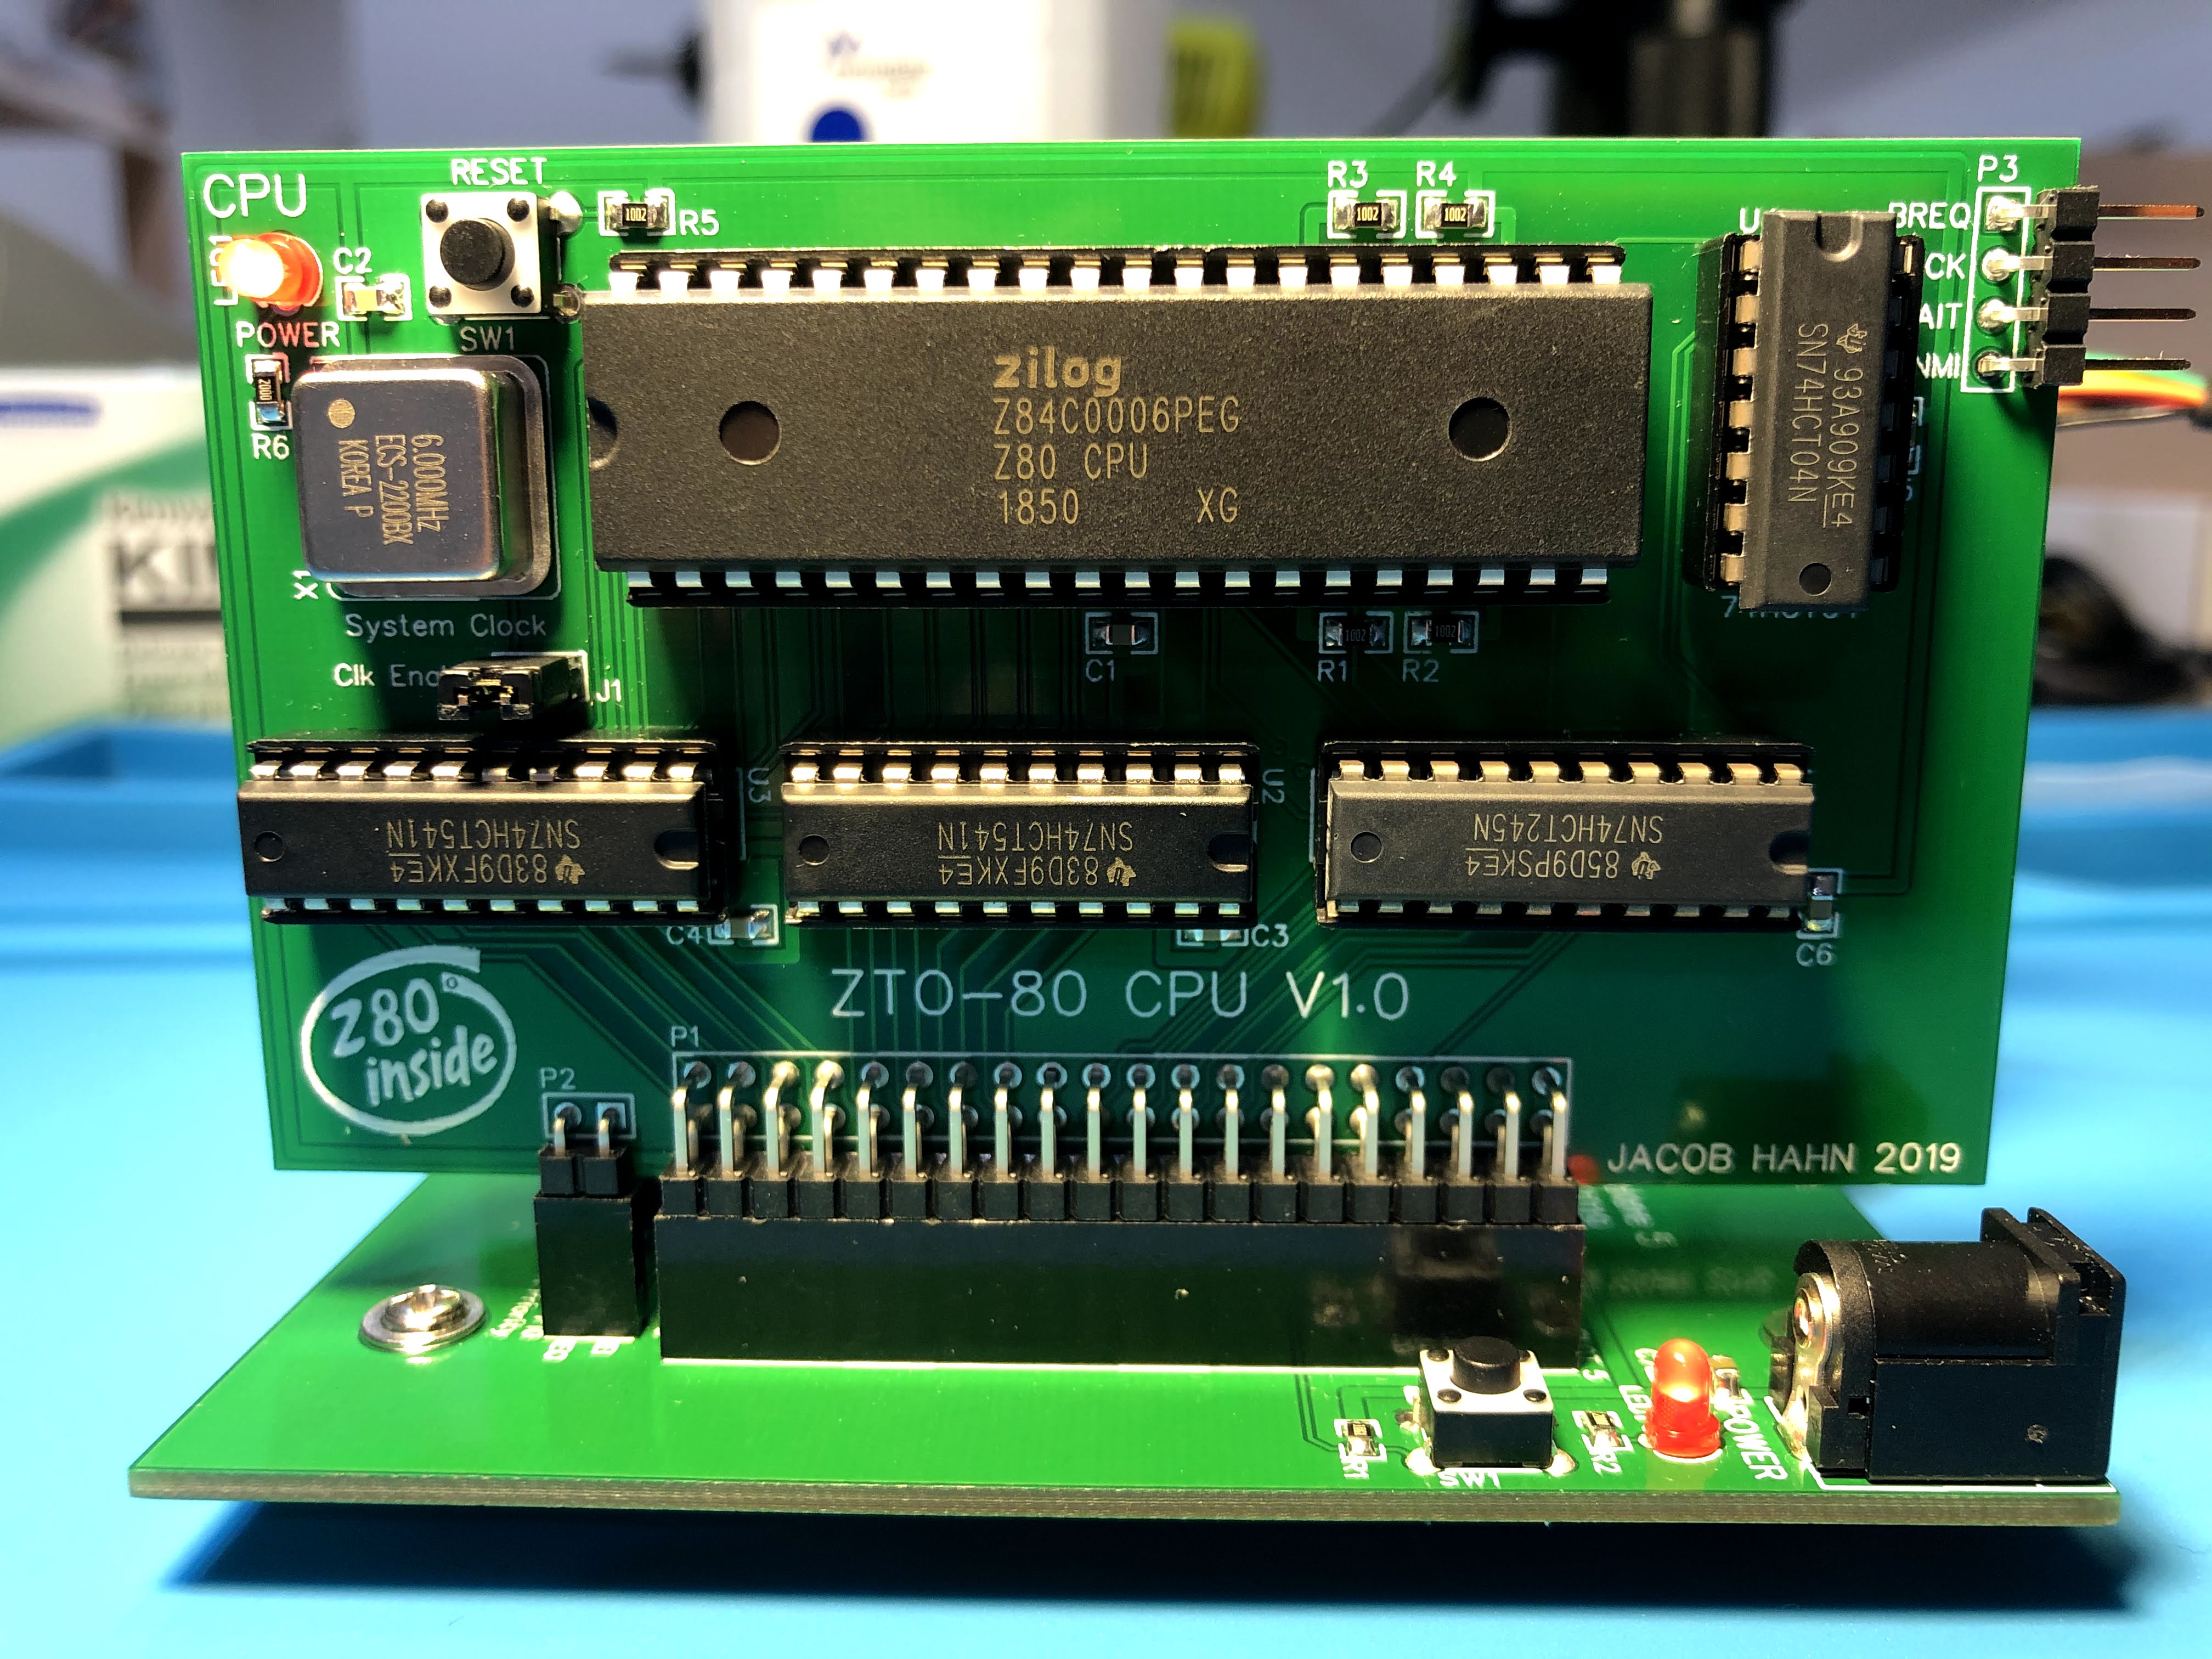 CPU
RESET
R5
R3
R4
P3
BREQ
CK
AIT
NMI
C2
POWER
SW1
R6
6.000MHz
ECS-2200BX
KOREA P
X1
System Clock
Clk
J1
zilog
Z84C0006PEG
Z80 CPU
1850 XG
93A909KE4
SN74HCT04N
C1
R1
R2
83D9FXKE4
SN74HCT541N
U3
C4
83D9FXKE4
SN74HCT541N
U2
C3
85D9PSKE4
SN74HCT245N
C6
ZTO-80 CPU V1.0
Z80
inside
P1
P2
JACOB HAHN 2019
R1
SW1
R2
POWER